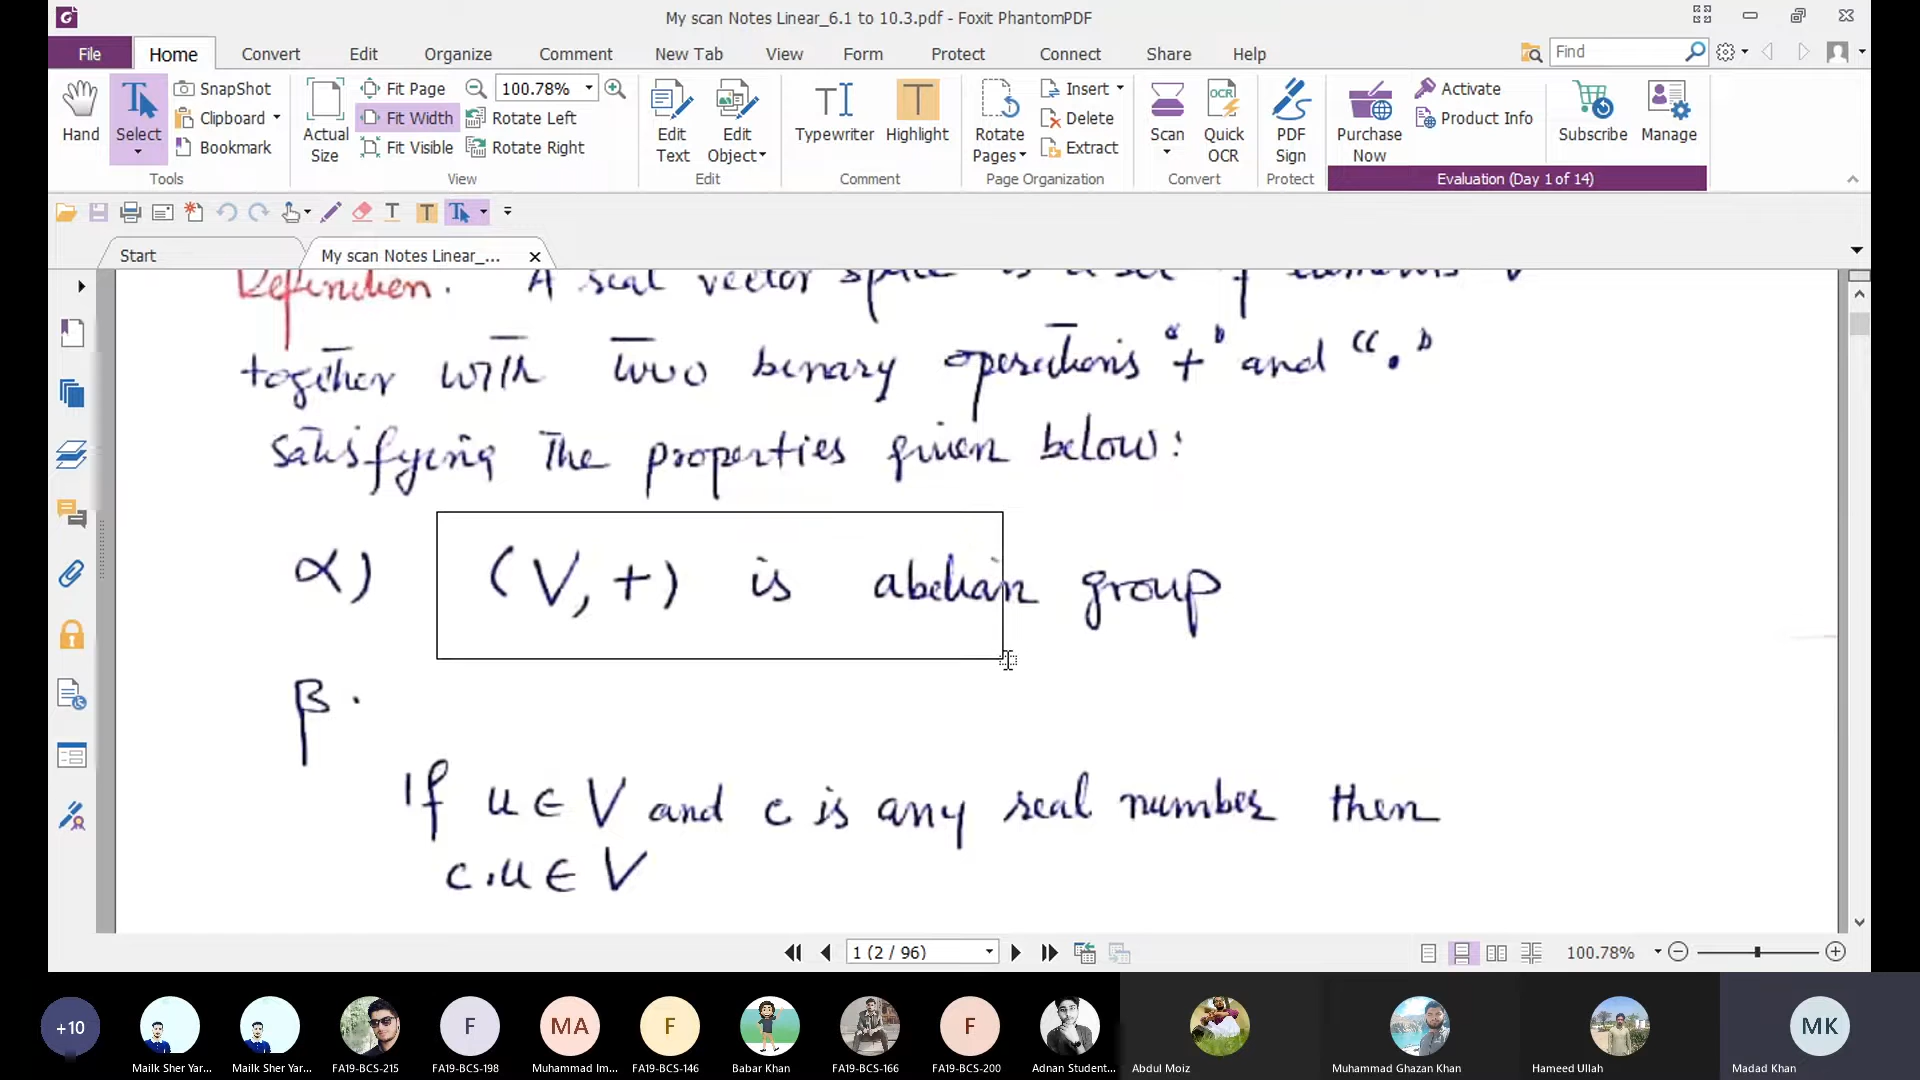 My scan Notes Linear_6.1 to 10.3.pdf - Foxit PhantomPDF
File Home Convert Edit Organize Comment New Tab View Form Protect Connect Share Help Find
Hand Select SnapShot Clipboard Bookmark Tools
Actual Size Fit Page Fit Width Fit Visible 100.78% Rotate Left Rotate Right View
Edit Text Edit Object Edit
Typewriter Highlight Comment
Rotate Pages Insert Delete Extract Page Organization
Scan Quick OCR Convert
PDF Sign Protect
Purchase Now Activate Product Info Subscribe Manage
Evaluation (Day 1 of 14)
Start My scan Notes Linear_...
Definition. A real vector space is a set of elements V
together with two binary operations "+" and "."
satisfying the properties given below:
α) (V, +) is abelian group
β.
If u ∈ V and c is any real number then
c.u ∈ V
1 (2 / 96) 100.78%
+10 F MA F F MK
Mailk Sher Yar... Mailk Sher Yar... FA19-BCS-215 FA19-BCS-198 Muhammad Im... FA19-BCS-146 Babar Khan FA19-BCS-166 FA19-BCS-200 Adnan Student... Abdul Moiz Muhammad Ghazan Khan Hameed Ullah Madad Khan